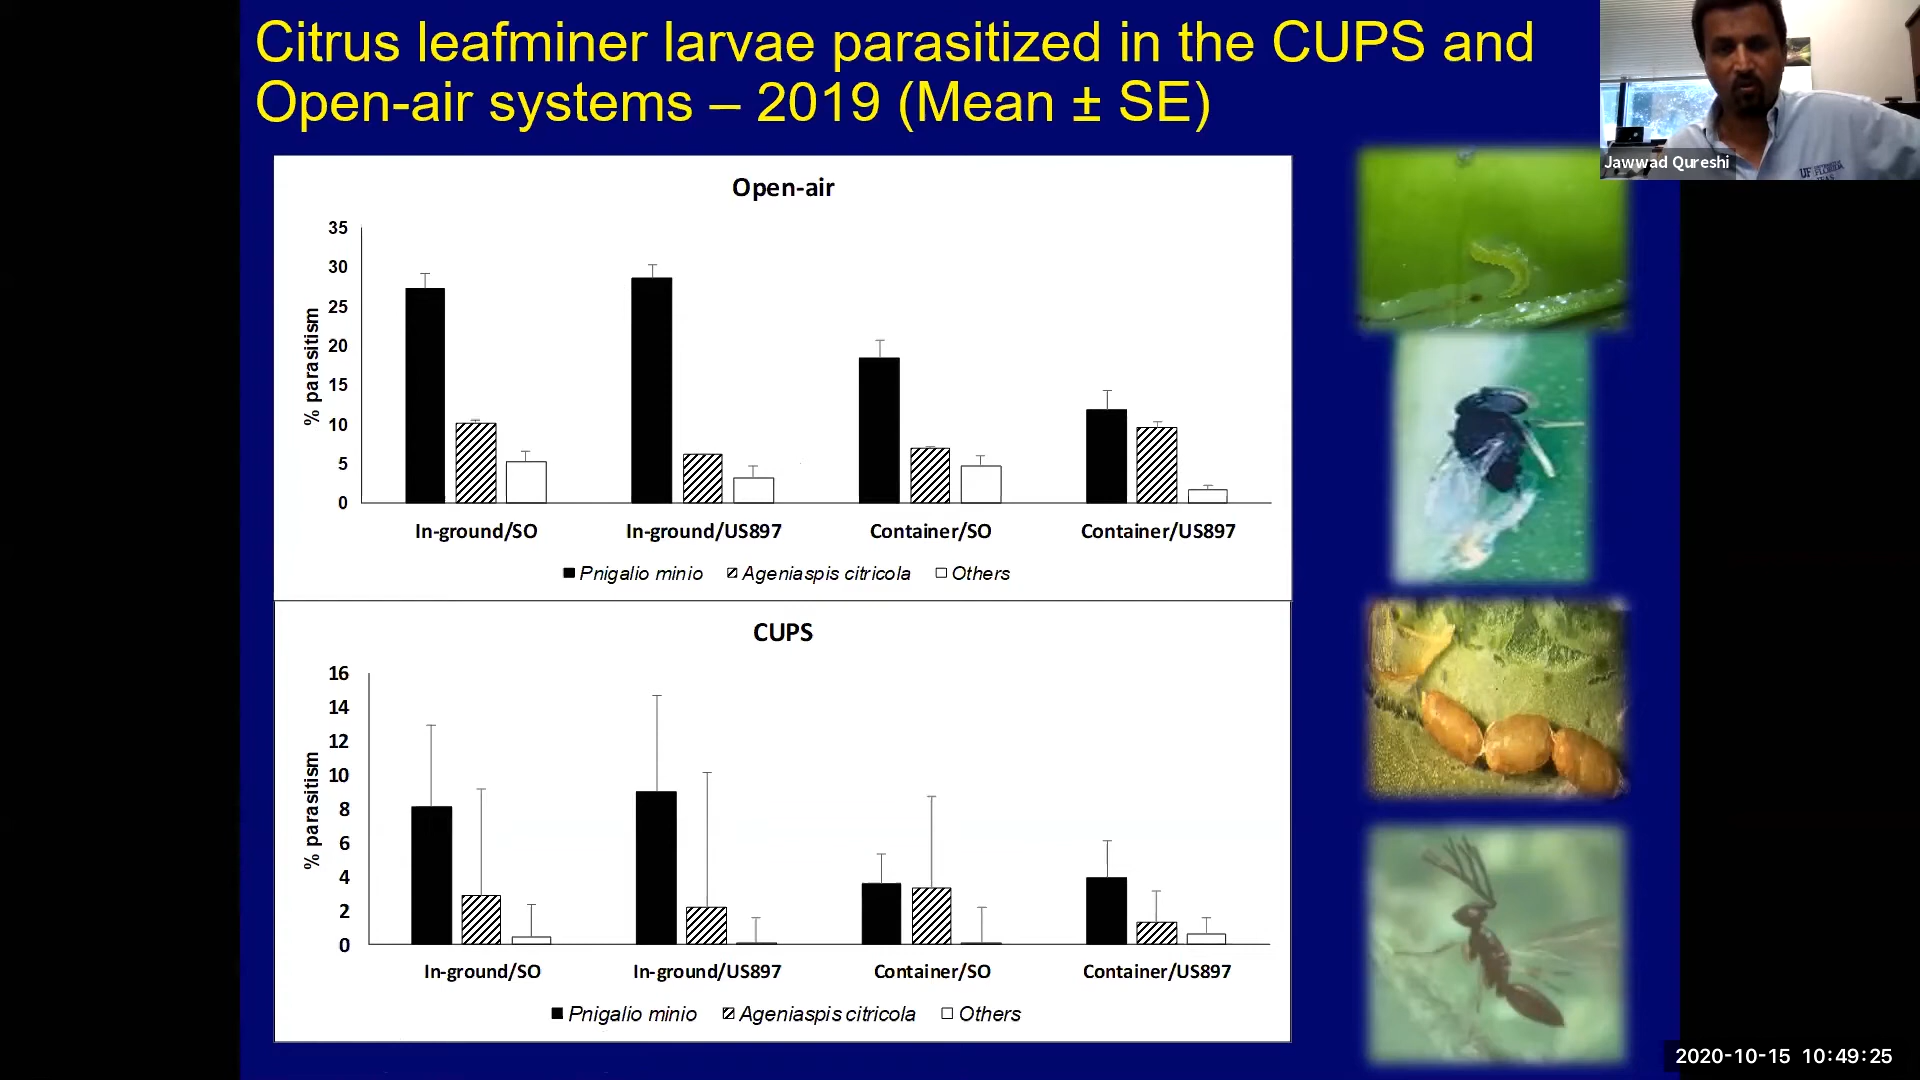 Citrus leafminer larvae parasitized in the CUPS and
Open-air systems – 2019 (Mean ± SE)
Jawwad Qureshi
UF
Open-air
% parasitism
35
30
25
20
15
10
5
0
In-ground/SO In-ground/US897 Container/SO Container/US897
Pnigalio minio Ageniaspis citricola Others
CUPS
% parasitism
16
14
12
10
8
6
4
2
0
In-ground/SO In-ground/US897 Container/SO Container/US897
Pnigalio minio Ageniaspis citricola Others
2020-10-15 10:49:25